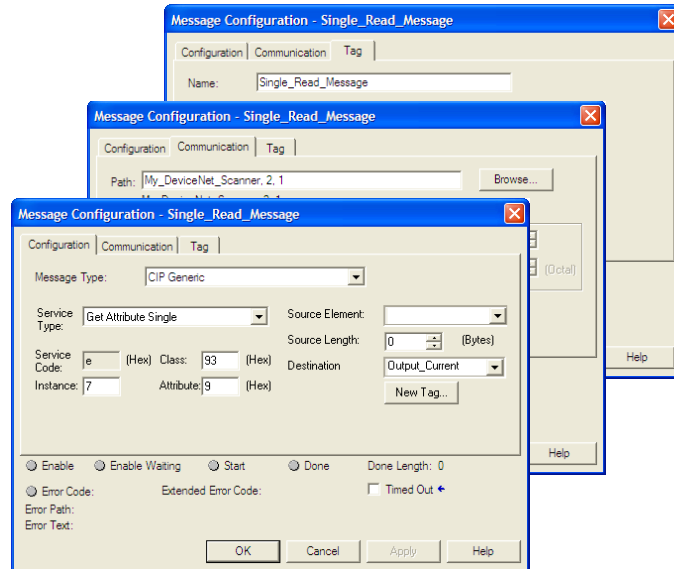 Message Configuration - Single_Read_Message
Configuration Communication Tag
Name: Single_Read_Message
Help
Message Configuration - Single_Read_Message
Configuration Communication Tag
Path: My_DeviceNet_Scanner, 2, 1 Browse...
(Octal)
Help
Message Configuration - Single_Read_Message
Configuration Communication Tag
Message Type: CIP Generic
Service Type: Get Attribute Single
Source Element:
Source Length: 0 (Bytes)
Service Code: e (Hex) Class: 93 (Hex)
Destination Output_Current
Instance: 7 Attribute: 9 (Hex)
New Tag...
Enable Enable Waiting Start Done Done Length: 0
Error Code: Extended Error Code: Timed Out
Error Path:
Error Text:
OK Cancel Apply Help